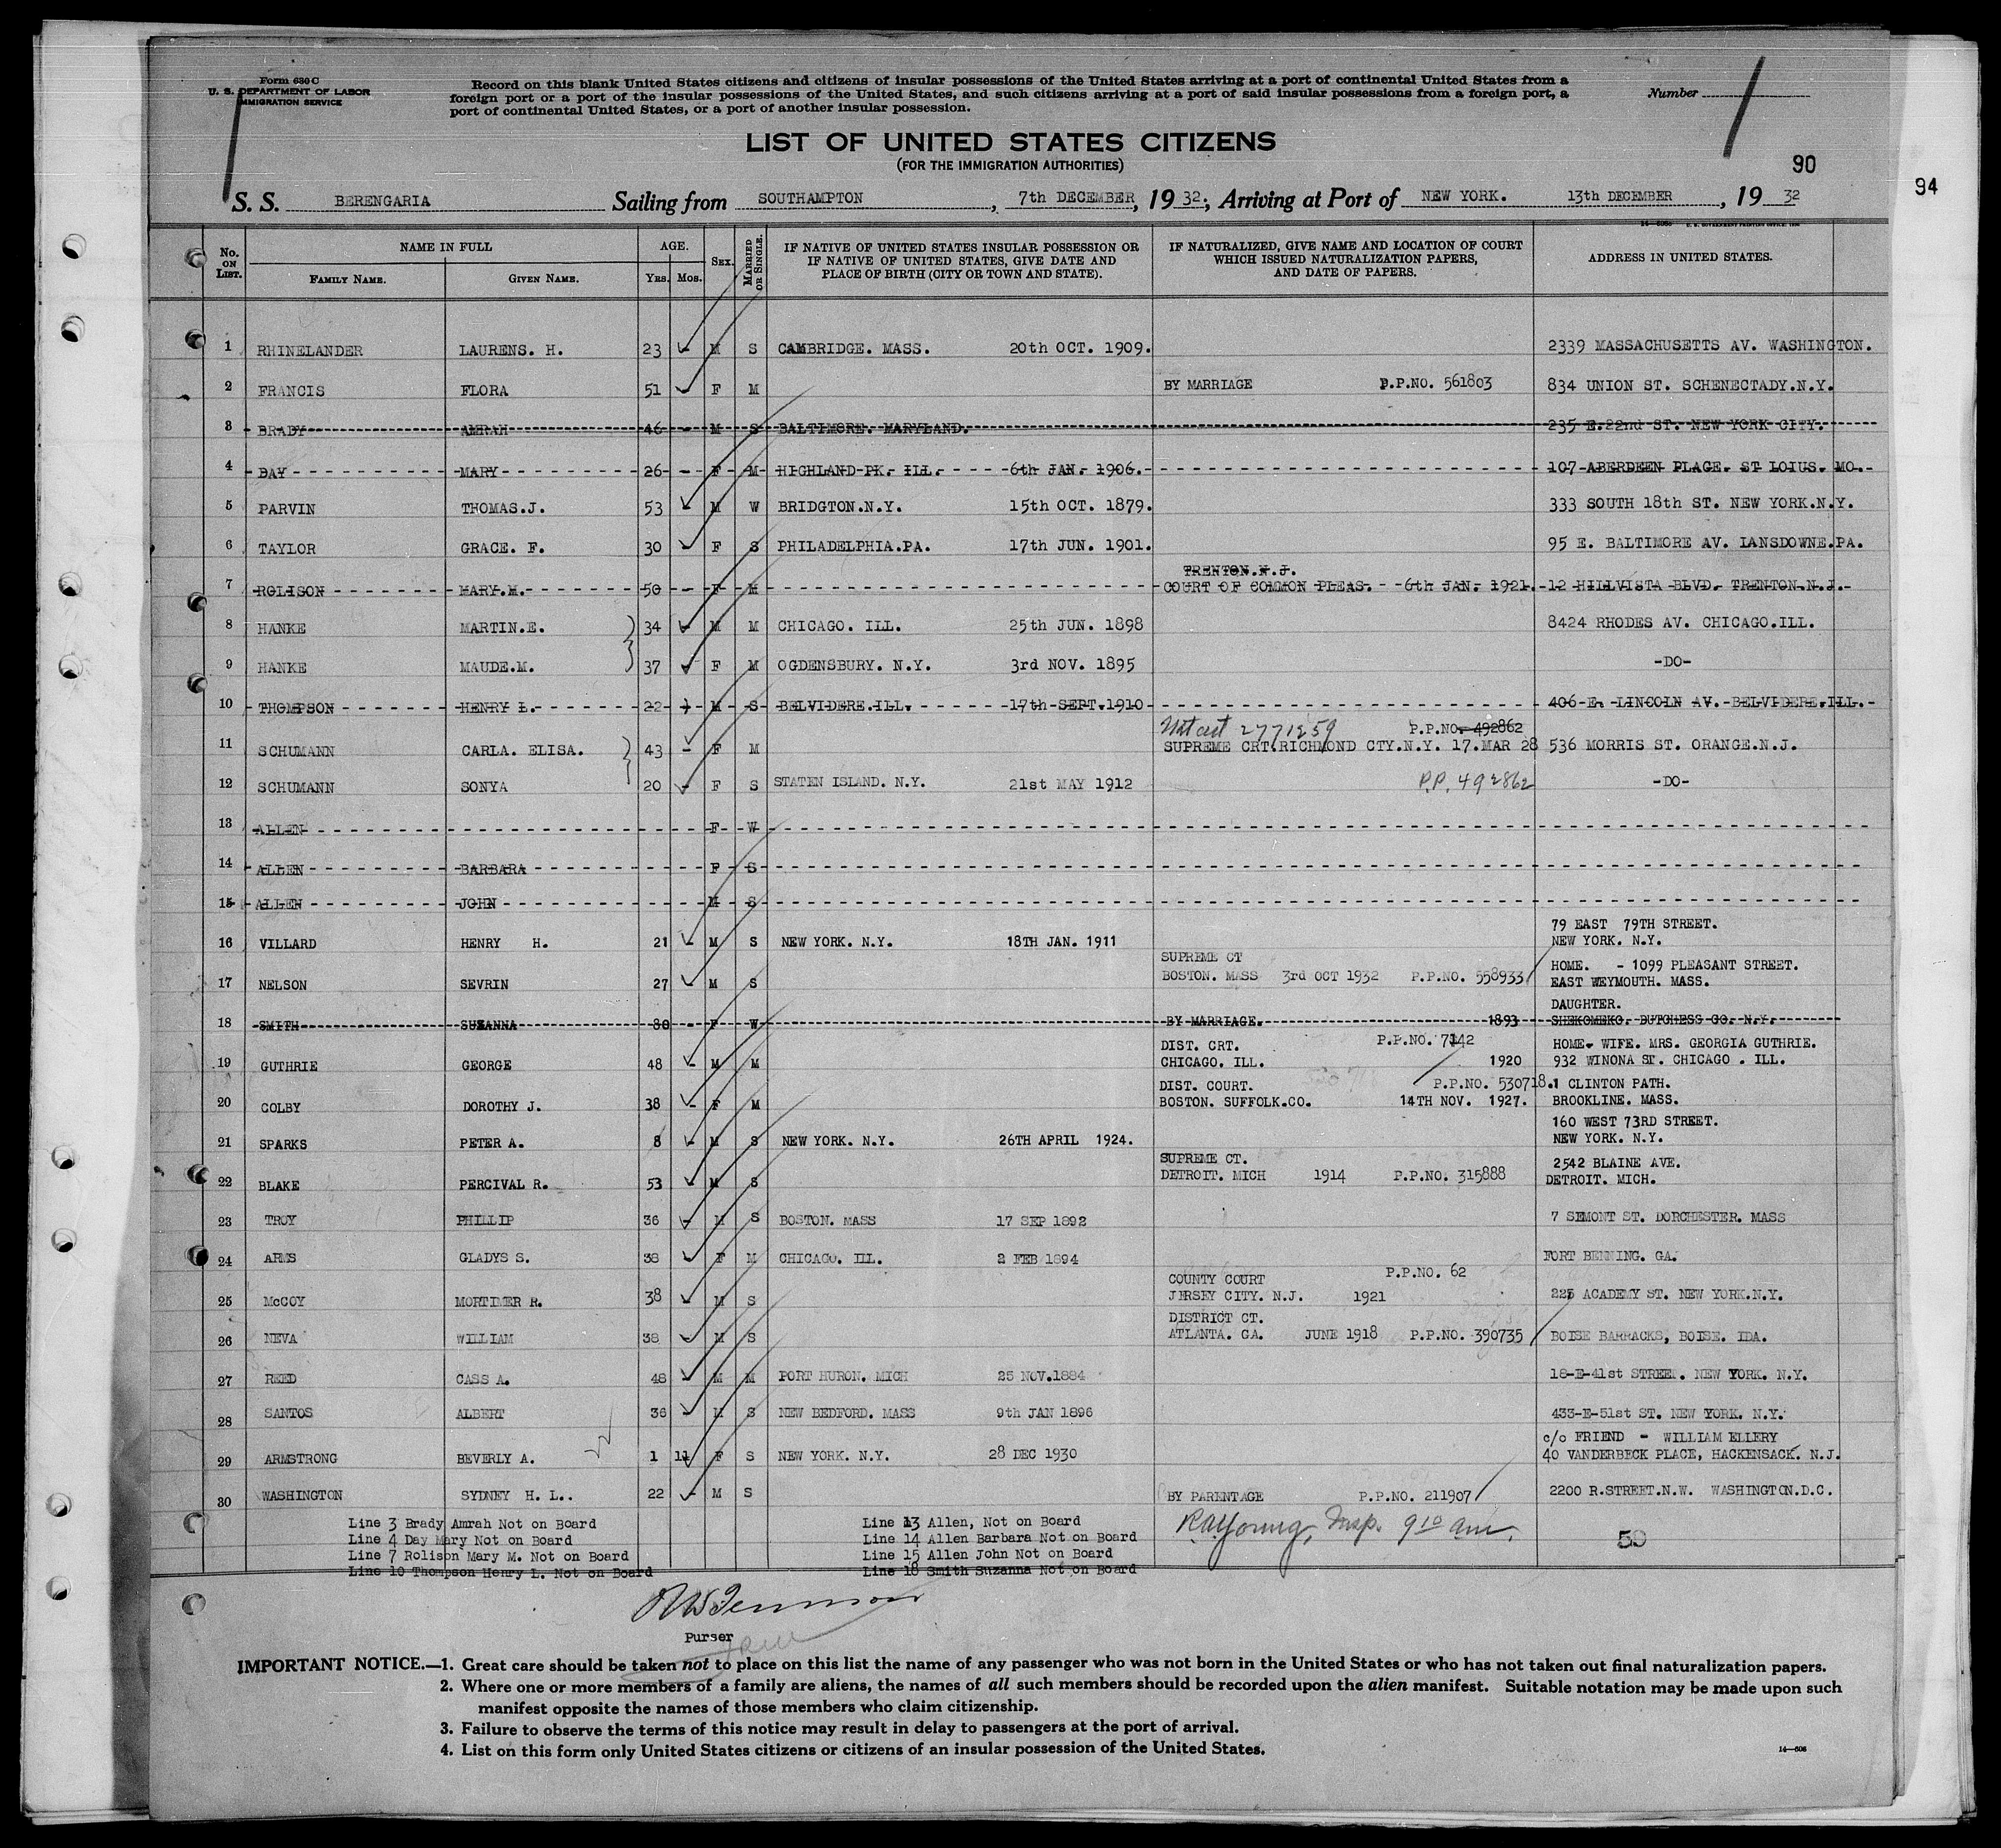 Form 630 C
U. S. DEPARTMENT OF LABOR
IMMIGRATION SERVICE
Record on this blank United States citizens and citizens of insular possessions of the United States arriving at a port of continental United States from a
foreign port or a port of the insular possessions of the United States, and such citizens arriving at a port of said insular possessions from a foreign port, a
port of continental United States, or a port of another insular possession.
Number
LIST OF UNITED STATES CITIZENS
(FOR THE IMMIGRATION AUTHORITIES)
90
94
S. S. BERENGARIA Sailing from SOUTHAMPTON, 7th DECEMBER, 1932; Arriving at Port of NEW YORK. 13th DECEMBER, 1932
No. ON LIST.
NAME IN FULL
FAMILY NAME. GIVEN NAME.
AGE.
YRS. MOS.
SEX.
MARRIED OR SINGLE.
IF NATIVE OF UNITED STATES INSULAR POSSESSION OR
IF NATIVE OF UNITED STATES, GIVE DATE AND
PLACE OF BIRTH (CITY OR TOWN AND STATE).
IF NATURALIZED, GIVE NAME AND LOCATION OF COURT
WHICH ISSUED NATURALIZATION PAPERS,
AND DATE OF PAPERS.
ADDRESS IN UNITED STATES.
1 RHINELANDER LAURENS. H. 23 - M S CAMBRIDGE. MASS. 20th OCT. 1909. 2339 MASSACHUSETTS AV. WASHINGTON.
2 FRANCIS FLORA 51 F M BY MARRIAGE P.P.NO. 561803 834 UNION ST. SCHENECTADY.N.Y.
3 BRADY AMRAH 46 - M S BALTIMORE. MARYLAND. 235 E.22nd ST. NEW YORK CITY.
4 DAY MARY 26 - F M HIGHLAND PK. ILL. 6th JAN. 1906. 107 ABERDEEN PLACE. ST LOIUS. MO.
5 PARVIN THOMAS.J. 53 - M W BRIDGTON.N.Y. 15th OCT. 1879. 333 SOUTH 18th ST. NEW YORK.N.Y.
6 TAYLOR GRACE. F. 30 - F S PHILADELPHIA.PA. 17th JUN. 1901. 95 E. BALTIMORE AV. LANSDOWNE.PA.
TRENTON.N.J.
7 ROLISON MARY.M. 50 - F M COURT OF COMMON PLEAS. 6th JAN. 1921. 12 HILLVISTA BLVD. TRENTON.N.J.
8 HANKE MARTIN.E. 34 - M M CHICAGO. ILL. 25th JUN. 1898 8424 RHODES AV. CHICAGO.ILL.
9 HANKE MAUDE.M. 37 - F M OGDENSBURY. N.Y. 3rd NOV. 1895 -DO-
10 THOMPSON HENRY L. 22 - M S BELVIDERE.ILL. 17th SEPT.1910 406 E. LINCOLN AV. BELVIDERE.ILL.
Nat cert 2771259 P.P.NO. 492862
11 SCHUMANN CARLA. ELISA. 43 - F M SUPREME CRT.RICHMOND CTY.N.Y. 17.MAR 28 536 MORRIS ST. ORANGE.N.J.
12 SCHUMANN SONYA 20 - F S STATEN ISLAND. N.Y. 21st MAY 1912 P.P. 492862 -DO-
13 ALLEN F W
14 ALLEN BARBARA F S
15 ALLEN JOHN M S
79 EAST 79TH STREET.
16 VILLARD HENRY H. 21 - M S NEW YORK. N.Y. 18TH JAN. 1911 NEW YORK. N.Y.
SUPREME CT HOME. - 1099 PLEASANT STREET.
17 NELSON SEVRIN 27 - M S BOSTON. MASS 3rd OCT 1932 P.P.NO. 558933 EAST WEYMOUTH. MASS.
DAUGHTER.
18 SMITH SUZANNA 80 - F W BY MARRIAGE. 1893 SHEKOMEKO. DUTCHESS CO. N.Y.
DIST. CRT. P.P.NO. 7142 HOME. WIFE. MRS. GEORGIA GUTHRIE.
19 GUTHRIE GEORGE 48 - M M CHICAGO. ILL. 1920 932 WINONA ST. CHICAGO . ILL.
DIST. COURT. P.P.NO. 530718. 1 CLINTON PATH.
20 COLBY DOROTHY J. 38 - F M BOSTON. SUFFOLK.CO. 14TH NOV. 1927. BROOKLINE. MASS.
160 WEST 73RD STREET.
21 SPARKS PETER A. 8 - M S NEW YORK. N.Y. 26TH APRIL 1924. NEW YORK. N.Y.
SUPREME CT. 2542 BLAINE AVE.
22 BLAKE PERCIVAL R. 53 - M S DETROIT. MICH 1914 P.P.NO. 315888 DETROIT. MICH.
23 TROY PHILLIP 36 - M S BOSTON. MASS 17 SEP 1892 7 SEMONT ST. DORCHESTER. MASS
24 ARMS GLADYS S. 38 - F M CHICAGO. ILL. 2 FEB 1894 FORT BENNING. GA.
COUNTY COURT P.P.NO. 62
25 McCOY MORTIMER R. 38 - M S JERSEY CITY. N.J. 1921 225 ACADEMY ST. NEW YORK.N.Y.
DISTRICT CT.
26 NEVA WILLIAM 38 - M S ATLANTA. GA. JUNE 1918 P.P.NO. 390735 BOISE BARRACKS, BOISE. IDA.
27 REED CASS A. 48 - M M PORT HURON. MICH 25 NOV.1884 18-E-41st STREET. NEW YORK. N.Y.
28 SANTOS ALBERT 36 - M S NEW BEDFORD. MASS 9th JAN 1896 433-E-51st ST. NEW YORK. N.Y.
c/o FRIEND - WILLIAM ELLERY
29 ARMSTRONG BEVERLY A. 1 11 F S NEW YORK. N.Y. 28 DEC 1930 40 VANDERBECK PLACE, HACKENSACK. N.J.
30 WASHINGTON SYDNEY H. L.. 22 - M S BY PARENTAGE P.P.NO. 211907 2200 R.STREET.N.W. WASHINGTON.D.C.
Line 3 Brady Amrah Not on Board Line 13 Allen, Not on Board
RAYoung, Insp. 9 10 am.
Line 4 Day Mary Not on Board Line 14 Allen Barbara Not on Board
50
Line 7 Rolison Mary M. Not on Board Line 15 Allen John Not on Board
Line 10 Thompson Henry L. Not on Board Line 18 Smith Suzanna Not on Board
Purser
IMPORTANT NOTICE.—1. Great care should be taken not to place on this list the name of any passenger who was not born in the United States or who has not taken out final naturalization papers.
2. Where one or more members of a family are aliens, the names of all such members should be recorded upon the alien manifest. Suitable notation may be made upon such
manifest opposite the names of those members who claim citizenship.
3. Failure to observe the terms of this notice may result in delay to passengers at the port of arrival.
4. List on this form only United States citizens or citizens of an insular possession of the United States.